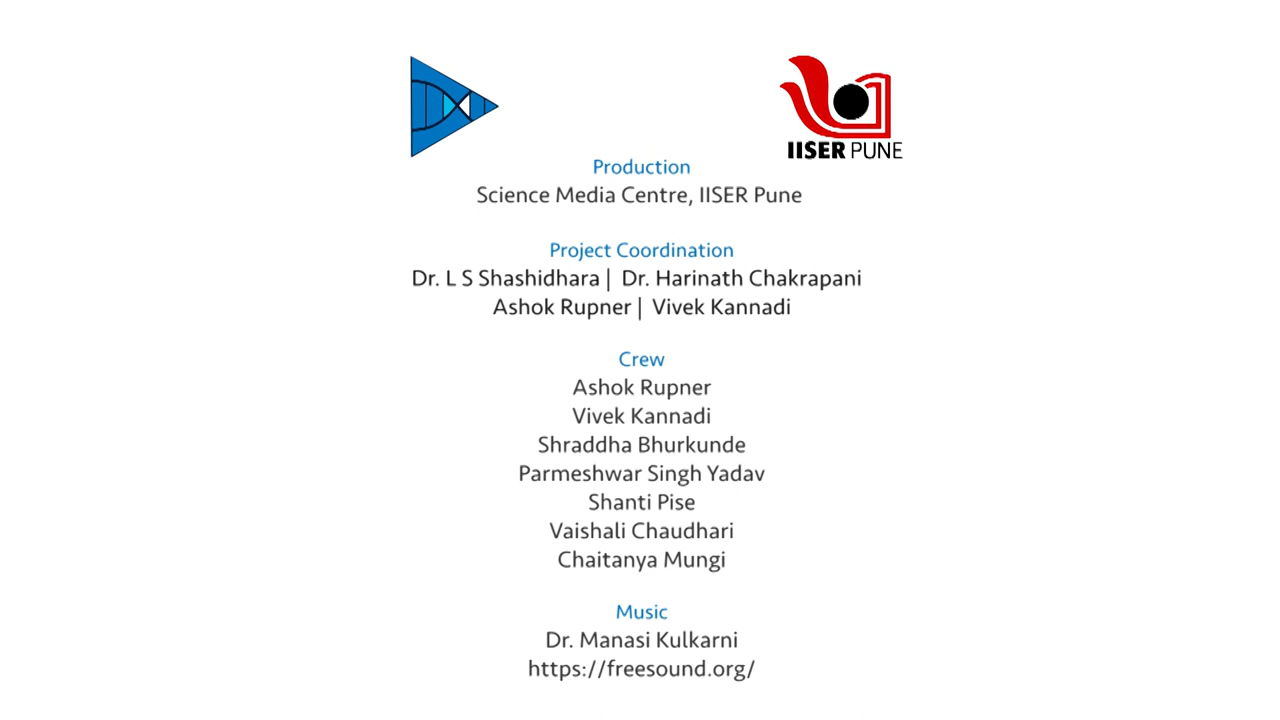 IISER PUNE
Production
Science Media Centre, IISER Pune
Project Coordination
Dr. L S Shashidhara | Dr. Harinath Chakrapani
Ashok Rupner | Vivek Kannadi
Crew
Ashok Rupner
Vivek Kannadi
Shraddha Bhurkunde
Parmeshwar Singh Yadav
Shanti Pise
Vaishali Chaudhari
Chaitanya Mungi
Music
Dr. Manasi Kulkarni
https://freesound.org/